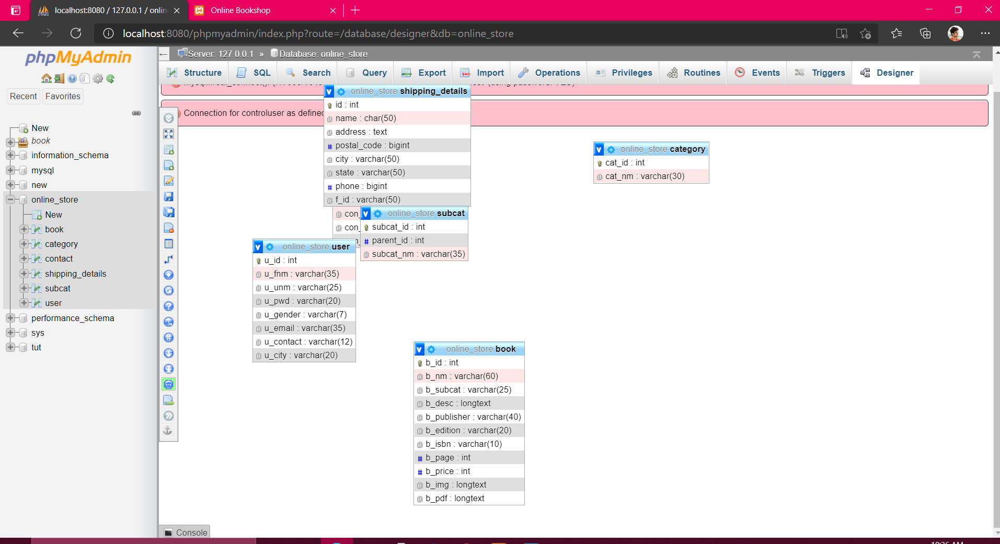 localhost:8080 / 127.0.0.1 / onlin
Online Bookshop
localhost:8080/phpmyadmin/index.php?route=/database/designer&db=online_store
phpMyAdmin
Recent
Favorites
New
book
information_schema
mysql
new
online_store
New
book
category
contact
shipping_details
subcat
user
performance_schema
sys
tut
Server: 127.0.0.1 » Database: online_store
Structure
SQL
Search
Query
Export
Import
Operations
Privileges
Routines
Events
Triggers
Designer
Connection for controluser as defined
v online_store shipping_details
id : int
name : char(50)
address : text
# postal_code : bigint
city : varchar(50)
state : varchar(50)
# phone : bigint
f_id : varchar(50)
con_
con_
v online_store subcat
subcat_id : int
# parent_id : int
subcat_nm : varchar(35)
v online_store category
cat_id : int
cat_nm : varchar(30)
v online_store user
u_id : int
u_fnm : varchar(35)
u_unm : varchar(25)
u_pwd : varchar(20)
u_gender : varchar(7)
u_email : varchar(35)
u_contact : varchar(12)
u_city : varchar(20)
v online_store book
b_id : int
b_nm : varchar(60)
b_subcat : varchar(25)
b_desc : longtext
b_publisher : varchar(40)
b_edition : varchar(20)
b_isbn : varchar(10)
# b_page : int
# b_price : int
b_img : longtext
b_pdf : longtext
Console